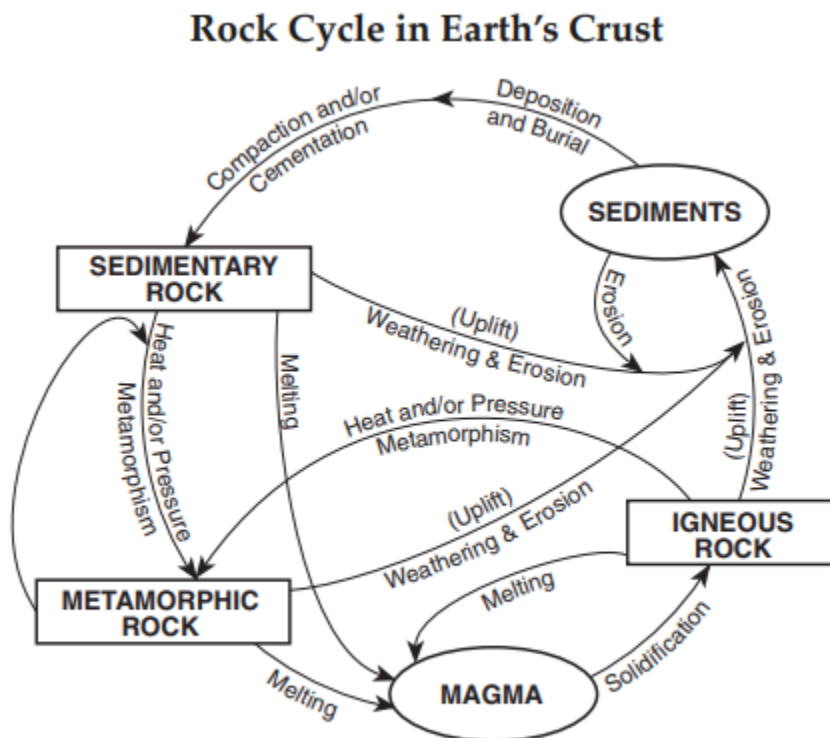 Rock Cycle in Earth's Crust
Deposition
and Burial
Compaction and/or
Cementation
SEDIMENTS
SEDIMENTARY
ROCK
Erosion
(Uplift)
Weathering & Erosion
(Uplift)
Weathering & Erosion
Heat and/or Pressure
Metamorphism
Melting
Heat and/or Pressure
Metamorphism
(Uplift)
Weathering & Erosion
IGNEOUS
ROCK
METAMORPHIC
ROCK
Melting
Solidification
Melting
MAGMA